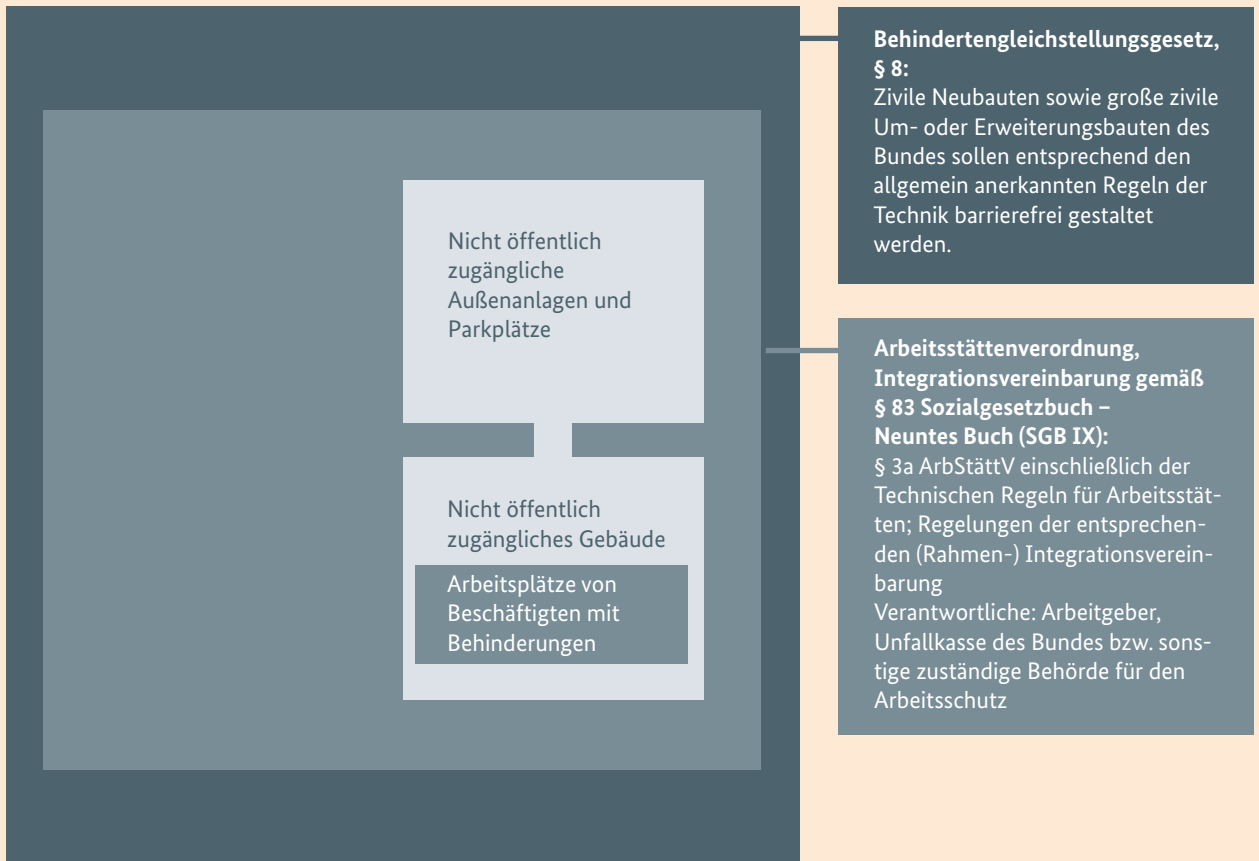 Nicht öffentlich
zugängliche
Außenanlagen und
Parkplätze
Nicht öffentlich
zugängliches Gebäude
Arbeitsplätze von
Beschäftigten mit
Behinderungen
Behindertengleichstellungsgesetz,
§ 8:
Zivile Neubauten sowie große zivile
Um- oder Erweiterungsbauten des
Bundes sollen entsprechend den
allgemein anerkannten Regeln der
Technik barrierefrei gestaltet
werden.
Arbeitsstättenverordnung,
Integrationsvereinbarung gemäß
§ 83 Sozialgesetzbuch –
Neuntes Buch (SGB IX):
§ 3a ArbStättV einschließlich der
Technischen Regeln für Arbeitsstät-
ten; Regelungen der entsprechen-
den (Rahmen-) Integrationsverein-
barung
Verantwortliche: Arbeitgeber,
Unfallkasse des Bundes bzw. sons-
tige zuständige Behörde für den
Arbeitsschutz